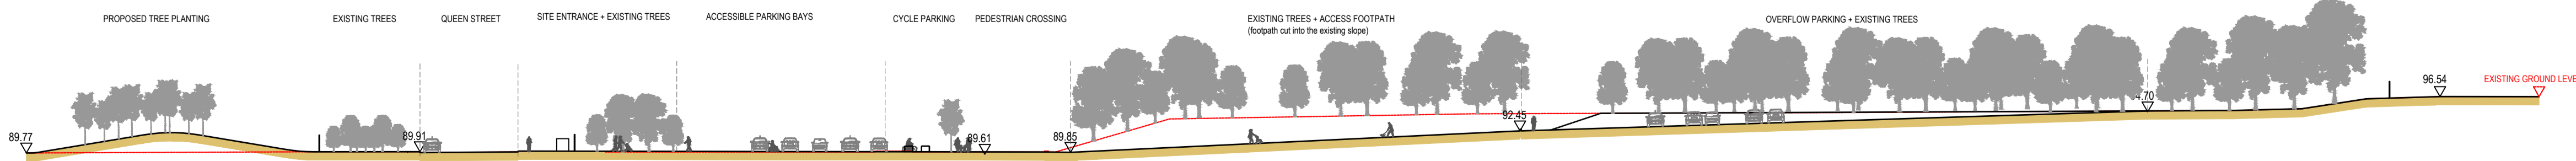 PROPOSED TREE PLANTING
EXISTING TREES
QUEEN STREET
SITE ENTRANCE + EXISTING TREES
ACCESSIBLE PARKING BAYS
CYCLE PARKING
PEDESTRIAN CROSSING
EXISTING TREES + ACCESS FOOTPATH
(footpath cut into the existing slope)
OVERFLOW PARKING + EXISTING TREES
89.77
89.91
89.61
89.85
92.45
4.70
96.54
EXISTING GROUND LEVE